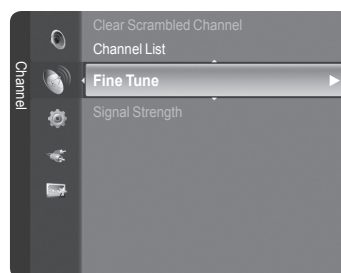 Channel
Clear Scrambled Channel
Channel List
Fine Tune
Signal Strength